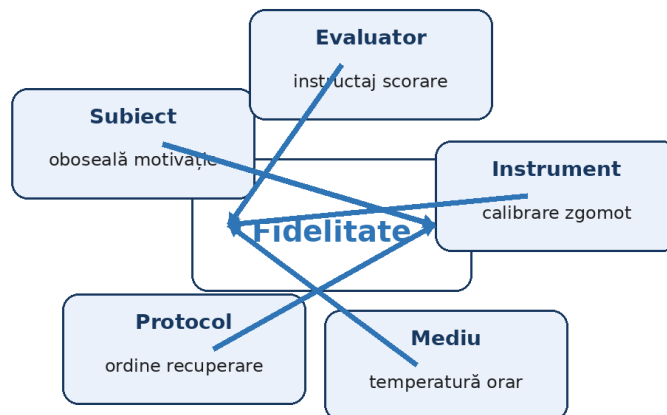 Evaluator
instructaj scorare
Subiect
oboseală motivație
Instrument
calibrare zgomot
Fidelitate
Protocol
ordine recuperare
Mediu
temperatură orar